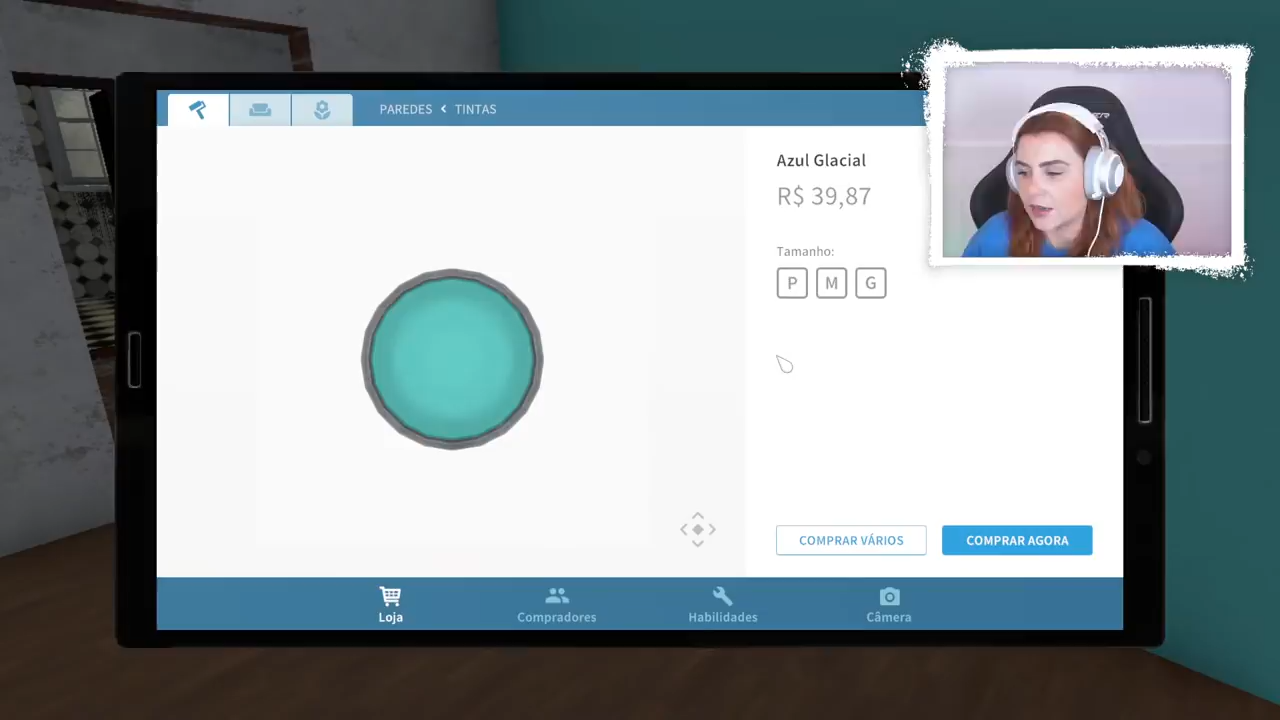 PAREDES < TINTAS
Azul Glacial
R$ 39,87
Tamanho:
P M G
COMPRAR VÁRIOS
COMPRAR AGORA
Loja
Compradores
Habilidades
Câmera